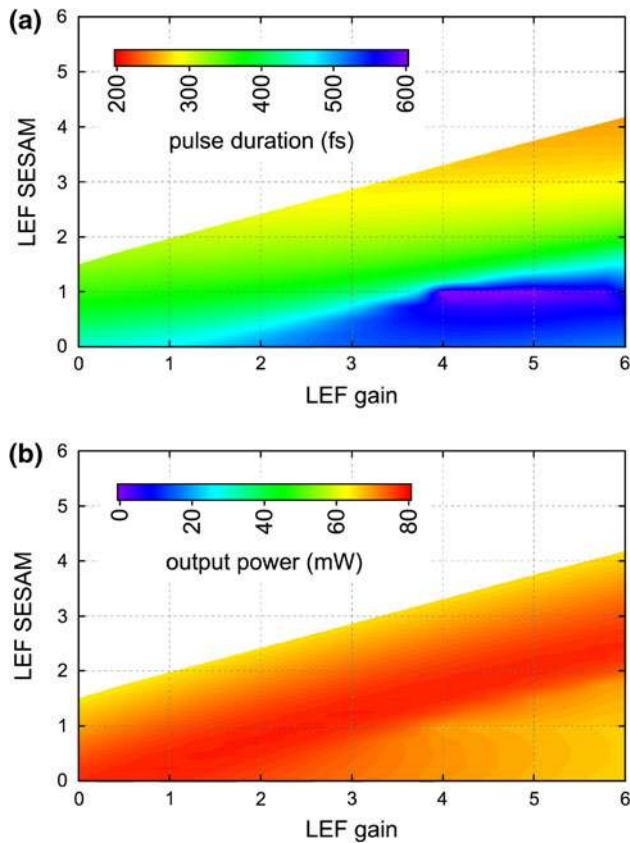 (a)
6
5
4
3
2
1
0
LEF SESAM
200 300 400 500 600
pulse duration (fs)
0 1 2 3 4 5 6
LEF gain
(b)
6
5
4
3
2
1
0
LEF SESAM
0 20 40 60 80
output power (mW)
0 1 2 3 4 5 6
LEF gain